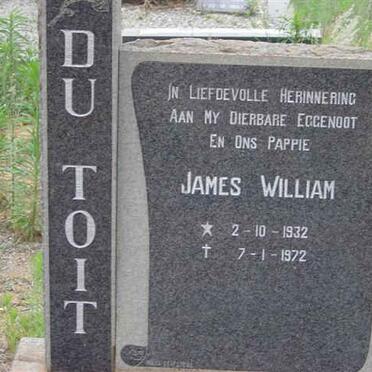 DU TOIT
IN LIEFDEVOLLE HERINNERING
AAN MY DIERBARE EGGENOOT
EN ONS PAPPIE
JAMES WILLIAM
2-10-1932
7-1-1972